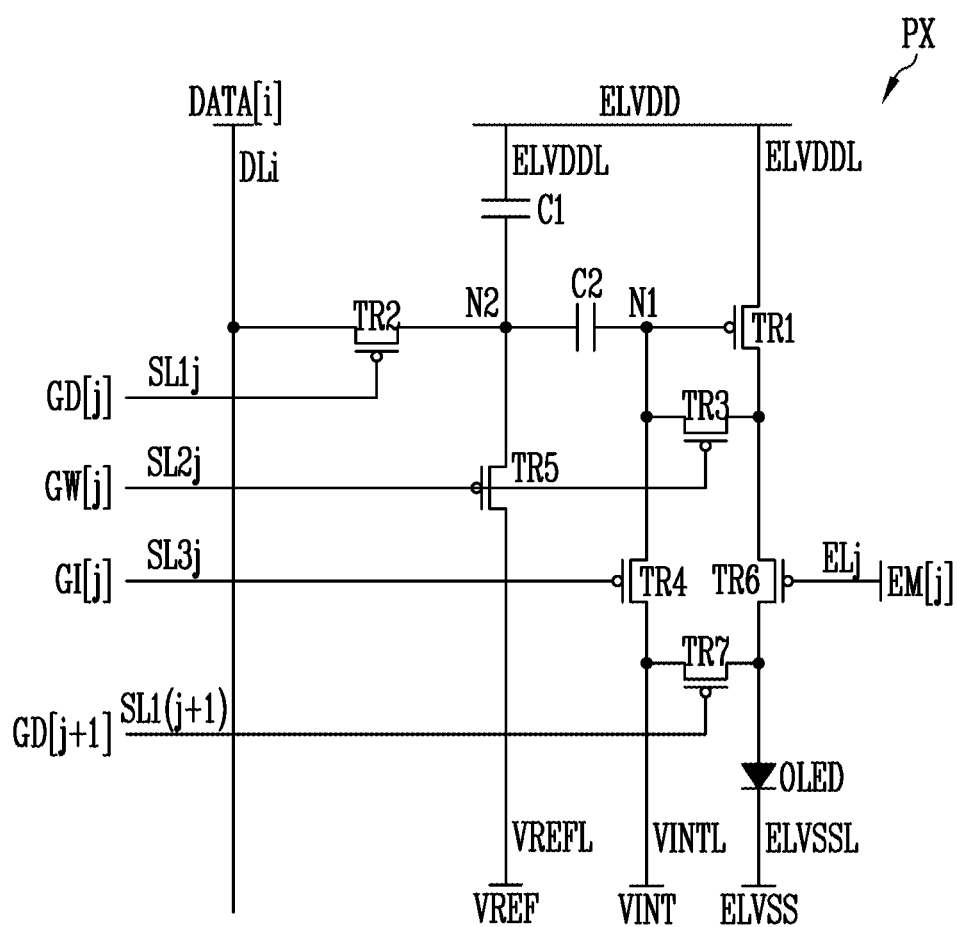 PX
DATA[i]
ELVDD
DLi
ELVDDL
ELVDDL
C1
C2
N2
N1
TR2
TR1
SL1j
GD[j]
TR3
SL2j
GW[j]
TR5
SL3j
GI[j]
TR4
TR6
ELj
EM[j]
TR7
SL1(j+1)
GD[j+1]
OLED
VREFL
VINTL
ELVSSL
VREF
VINT
ELVSS